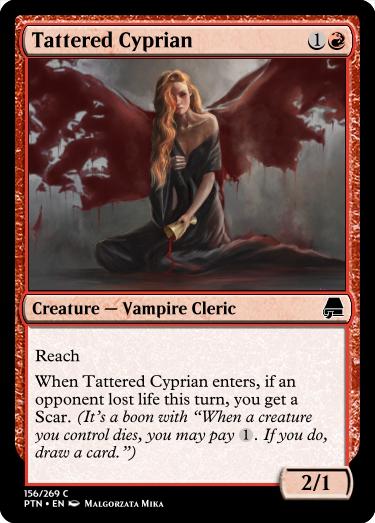 Tattered Cyprian 1
Creature — Vampire Cleric
Reach
When Tattered Cyprian enters, if an
opponent lost life this turn, you get a
Scar. (It's a boon with “When a creature
you control dies, you may pay 1. If you do,
draw a card.”)
2/1
156/269 C
PTN • EN Malgorzata Mika